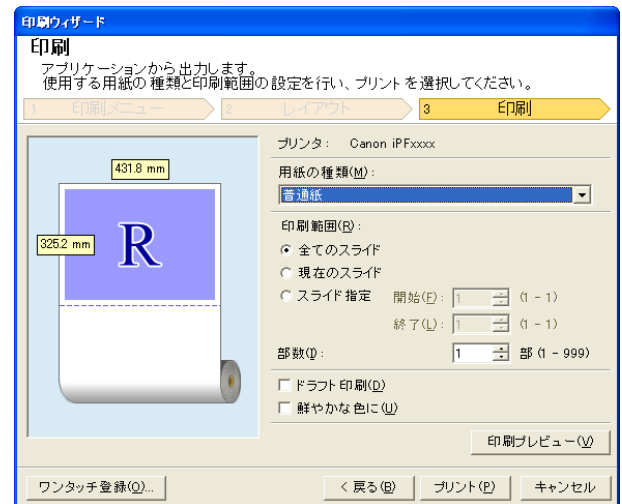 印刷ウィザード
印刷
アプリケーションから出力します。
使用する用紙の種類と印刷範囲の設定を行い、プリントを選択してください。
1 印刷メニュー 2 レイアウト 3 印刷
プリンタ： Canon iPFxxxx
431.8 mm
用紙の種類(M)：
普通紙
印刷範囲(R)：
325.2 mm
R
全てのスライド
現在のスライド
スライド指定 開始(F)： 1 (1 - 1)
終了(L)： 1 (1 - 1)
部数(I)： 1 部 (1 - 999)
ドラフト印刷(D)
鮮やかな色に(U)
印刷プレビュー(V)
ワンタッチ登録(O)... < 戻る(B) プリント(P) キャンセル